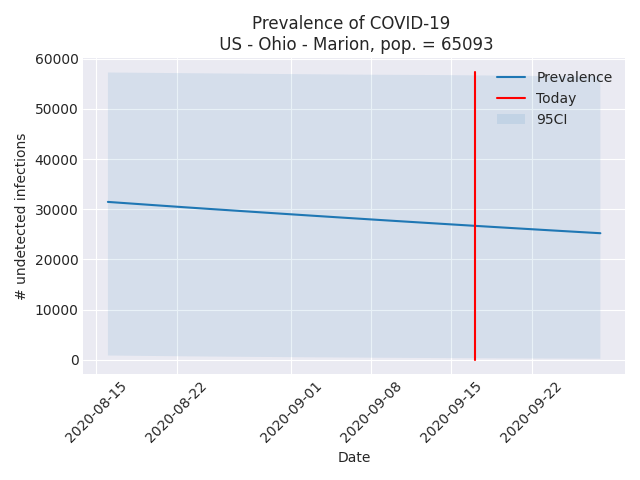 Prevalence of COVID-19
US - Ohio - Marion, pop. = 65093
60000
50000
40000
30000
20000
10000
0
# undetected infections
Prevalence
Today
95CI
2020-08-15
2020-08-22
2020-09-01
2020-09-08
2020-09-15
2020-09-22
Date